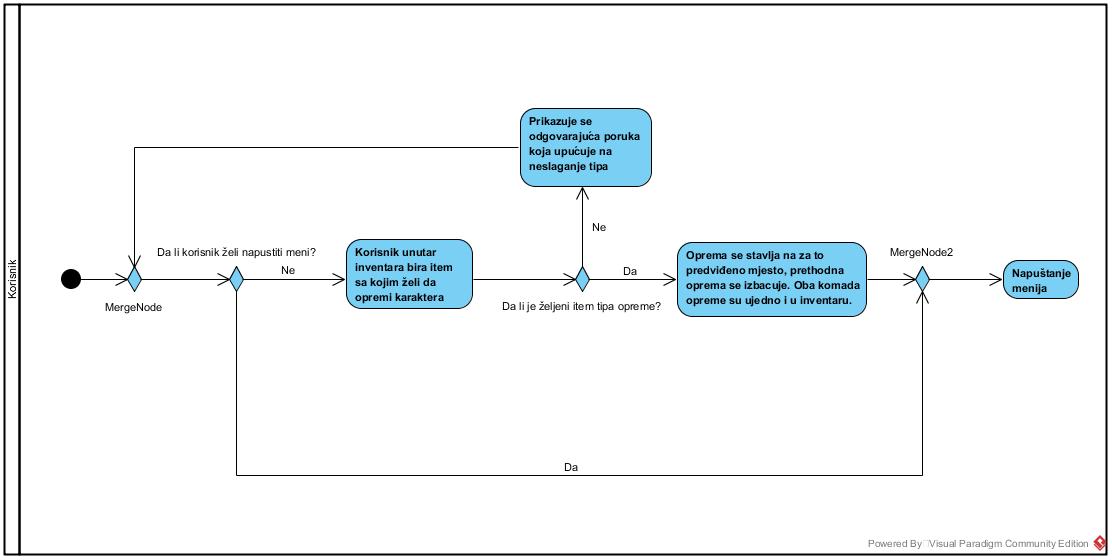 Korisnik
Prikazuje se
odgovarajuća poruka
koja upućuje na
neslaganje tipa
Ne
Da li korisnik želi napustiti meni?
Ne
MergeNode
Korisnik unutar
inventara bira item
sa kojim želi da
opremi karaktera
Da
Da li je željeni item tipa opreme?
Oprema se stavlja na za to
predviđeno mjesto, prethodna
oprema se izbacuje. Oba komada
opreme su ujedno i u inventaru.
MergeNode2
Napuštanje
menija
Da
Powered By Visual Paradigm Community Edition